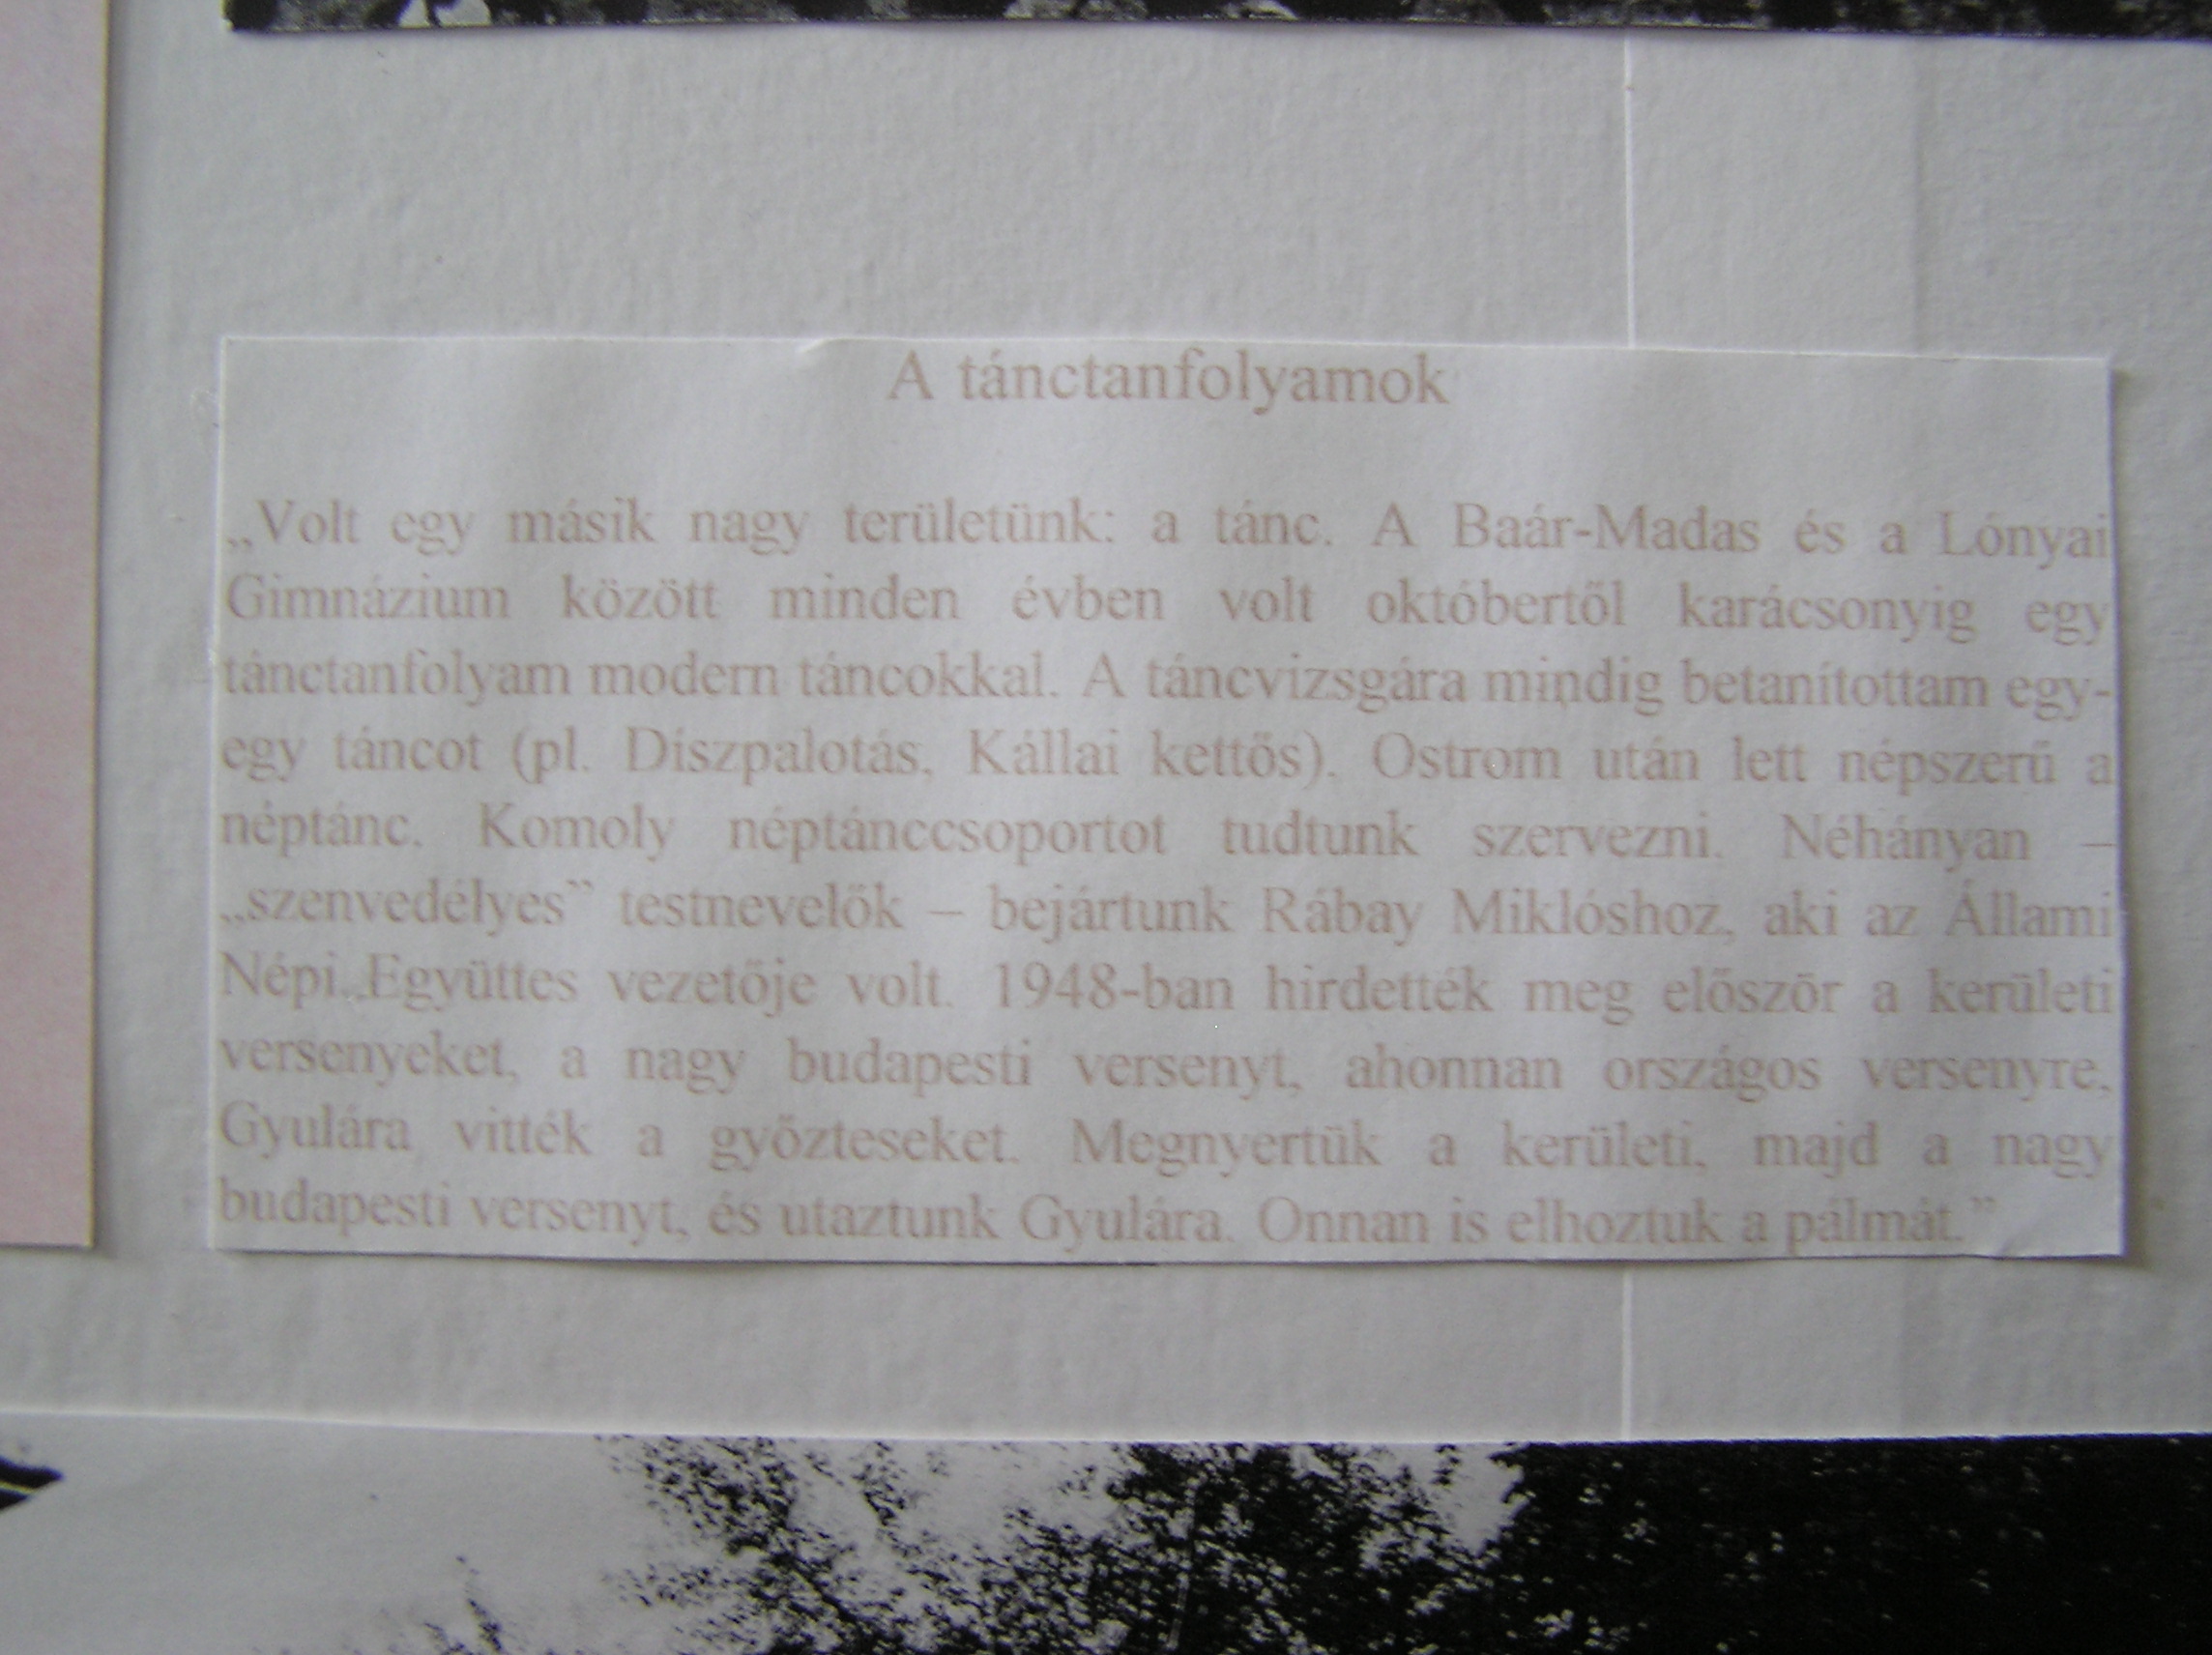 A tánctanfolyamok
„Volt egy másik nagy területünk: a tánc. A Baár-Madas és a Lónyai
Gimnázium között minden évben volt októbertől karácsonyig egy
tánctanfolyam modern táncokkal. A táncvizsgára mindig betanítottam egy-
egy táncot (pl. Díszpalotás, Kállai kettős). Ostrom után lett népszerű a
néptánc. Komoly néptánccsoportot tudtunk szervezni. Néhányan –
„szenvedélyes” testnevelők – bejártunk Rábay Miklóshoz, aki az Állami
Népi Együttes vezetője volt. 1948-ban hirdették meg először a kerületi
versenyeket, a nagy budapesti versenyt, ahonnan országos versenyre,
Gyulára vitték a győzteseket. Megnyertük a kerületi, majd a nagy
budapesti versenyt, és utaztunk Gyulára. Onnan is elhoztuk a pálmát.”